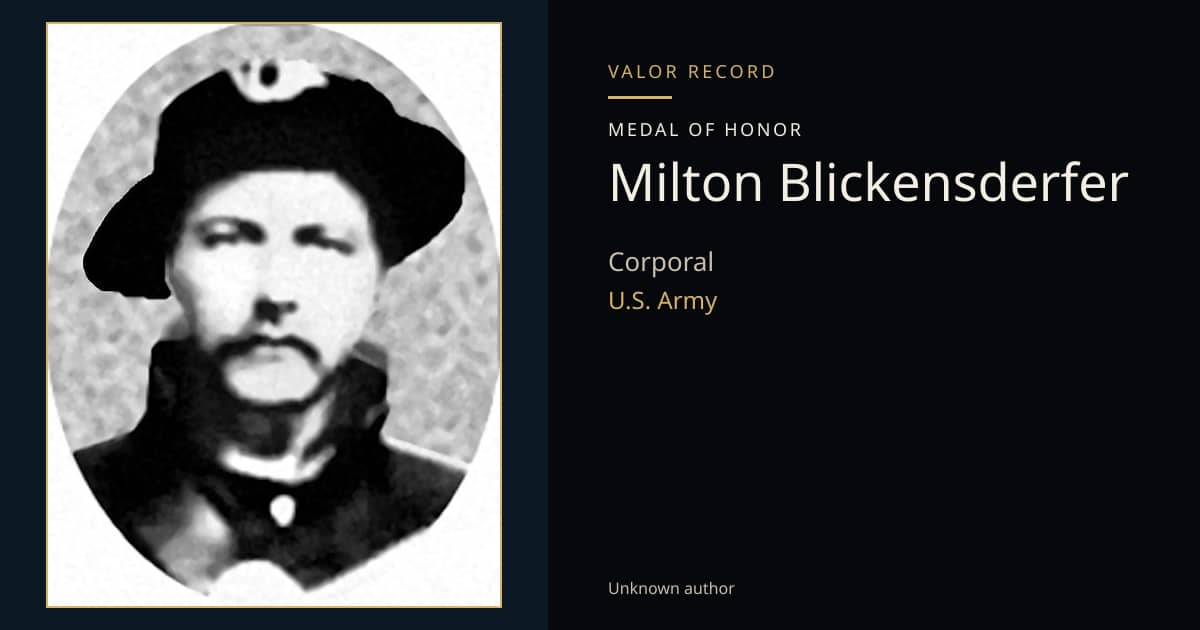 VALOR RECORD
MEDAL OF HONOR
Milton Blickensderfer
Corporal
U.S. Army
Unknown author